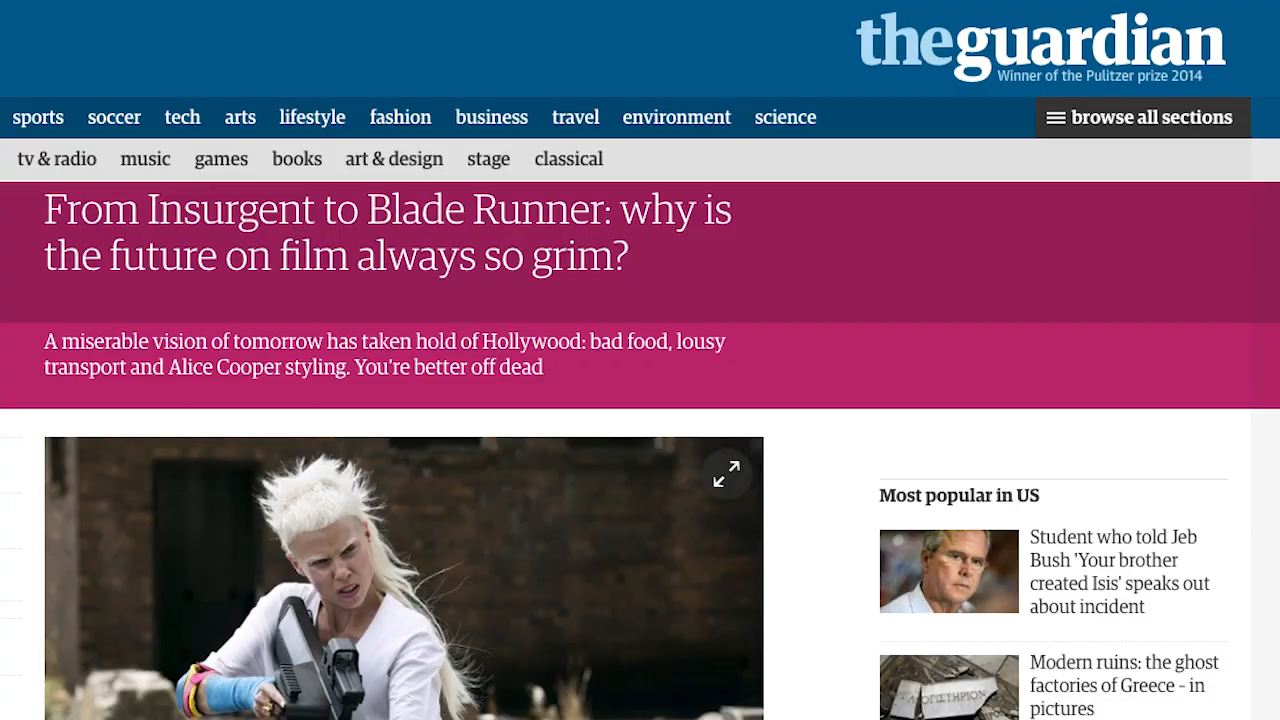 theguardian
Winner of the Pulitzer prize 2014
sports soccer tech arts lifestyle fashion business travel environment science browse all sections
tv & radio music games books art & design stage classical
From Insurgent to Blade Runner: why is
the future on film always so grim?
A miserable vision of tomorrow has taken hold of Hollywood: bad food, lousy
transport and Alice Cooper styling. You’re better off dead
Most popular in US
Student who told Jeb
Bush 'Your brother
created Isis' speaks out
about incident
Modern ruins: the ghost
factories of Greece – in
pictures
ΛΟΓΙΣΤΗΡΙΟΝ